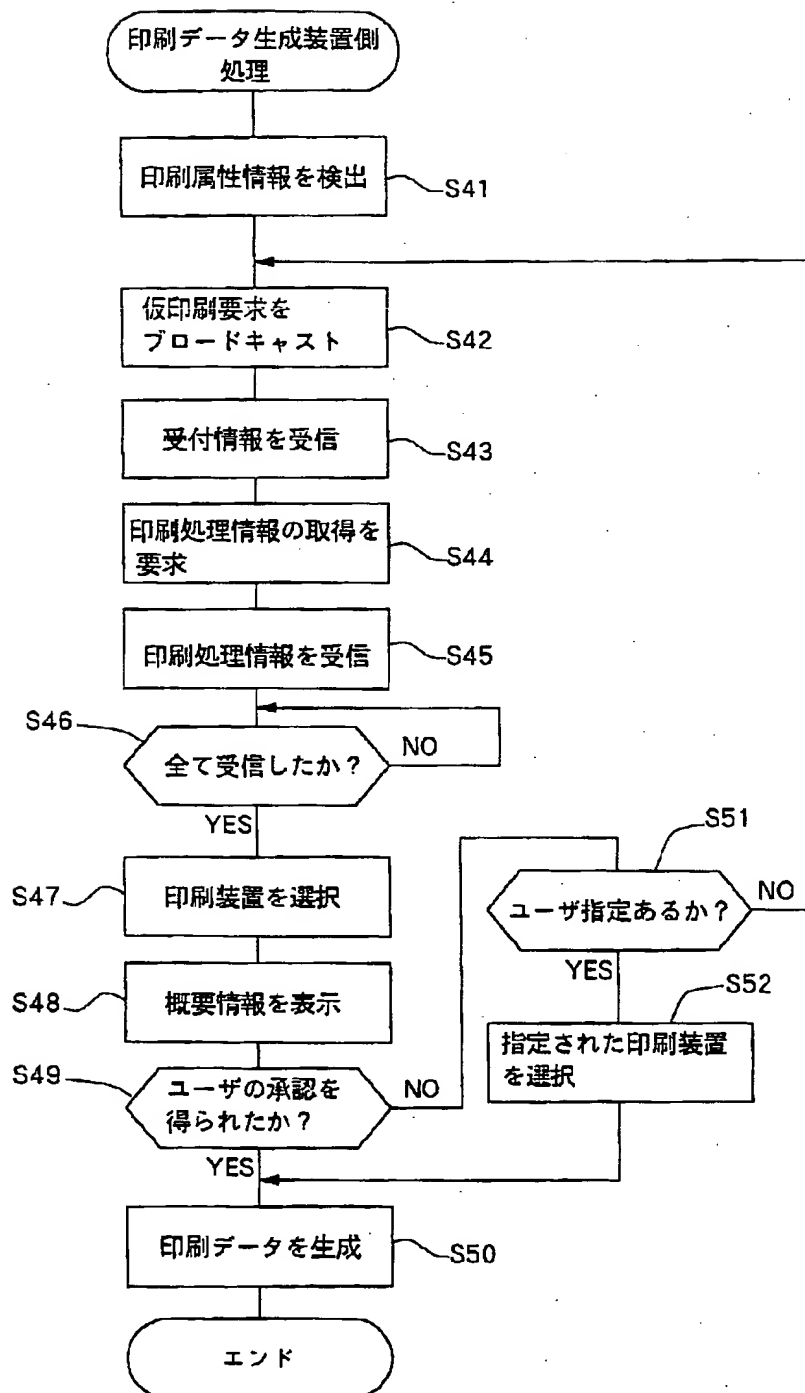 印刷データ生成装置側
処理
印刷属性情報を検出
S41
仮印刷要求を
ブロードキャスト
S42
受付情報を受信
S43
印刷処理情報の取得を
要求
S44
印刷処理情報を受信
S45
S46
全て受信したか?
NO
YES
S47
印刷装置を選択
S48
概要情報を表示
S49
ユーザの承認を
得られたか?
NO
YES
S51
ユーザ指定あるか?
NO
YES
S52
指定された印刷装置
を選択
印刷データを生成
S50
エンド